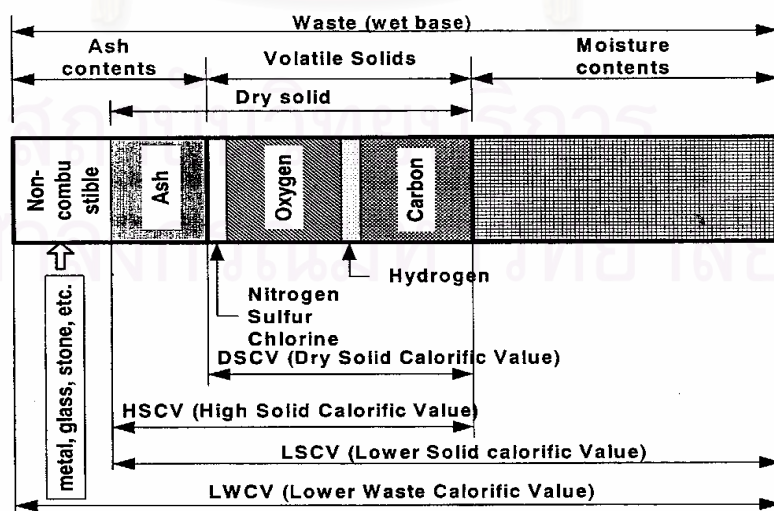 Waste (wet base)
Ash
contents
Volatile Solids
Moisture
contents
Dry solid
Non-
combu
stible
Ash
Oxygen
Carbon
Hydrogen
Nitrogen
Sulfur
Chlorine
metal, glass, stone, etc.
DSCV (Dry Solid Calorific Value)
HSCV (High Solid Calorific Value)
LSCV (Lower Solid calorific Value)
LWCV (Lower Waste Calorific Value)